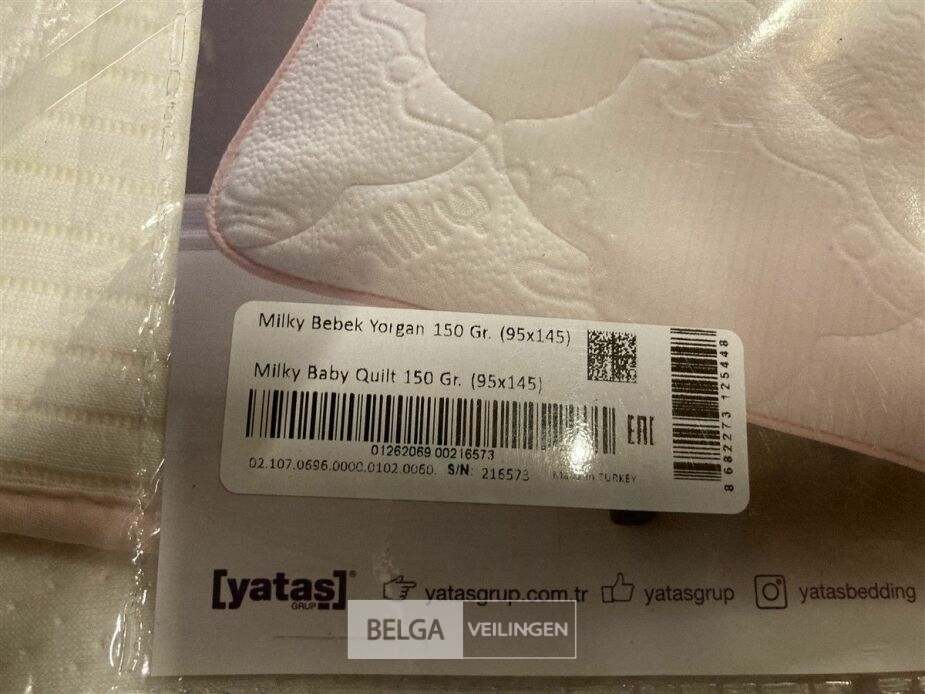 milky
Milky Bebek Yorgan 150 Gr. (95x145)
Milky Baby Quilt 150 Gr. (95x145)
EAC
01262069 00216573
02.107.0696.0000.0102.0060. S/N: 216573 Made in TURKEY
8 682273 125448
[yatas]®
GRUP
yatasgrup.com.tr yatasgrup yatasbedding
BELGA VEILINGEN